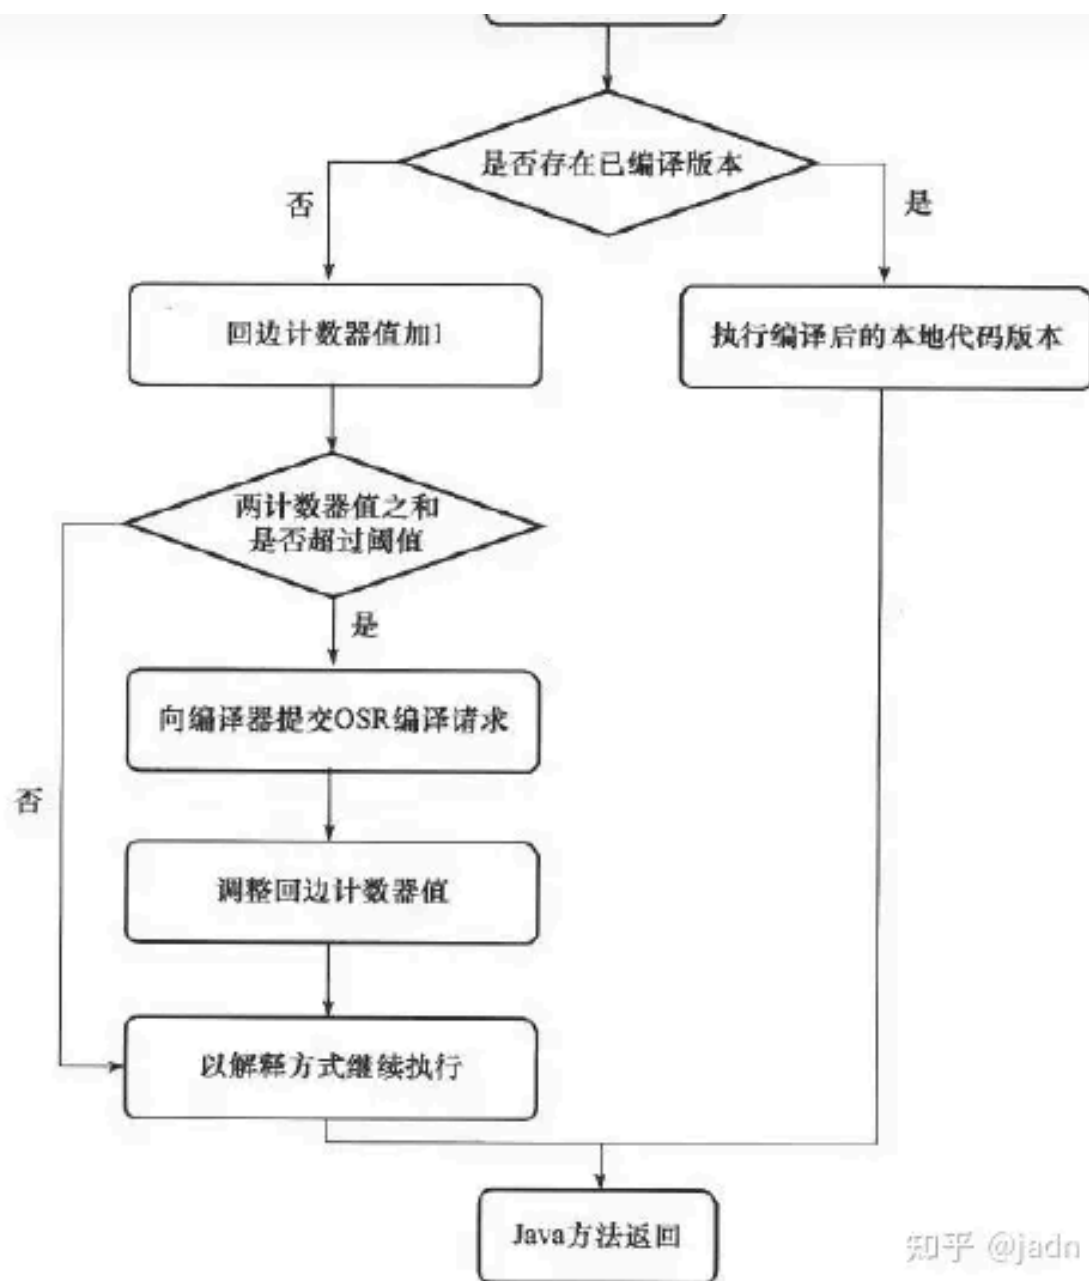 是否存在已编译版本
否
是
回边计数器值加1
执行编译后的本地代码版本
两计数器值之和
是否超过阈值
是
向编译器提交OSR编译请求
否
调整回边计数器值
以解释方式继续执行
Java方法返回
知乎 @jadn